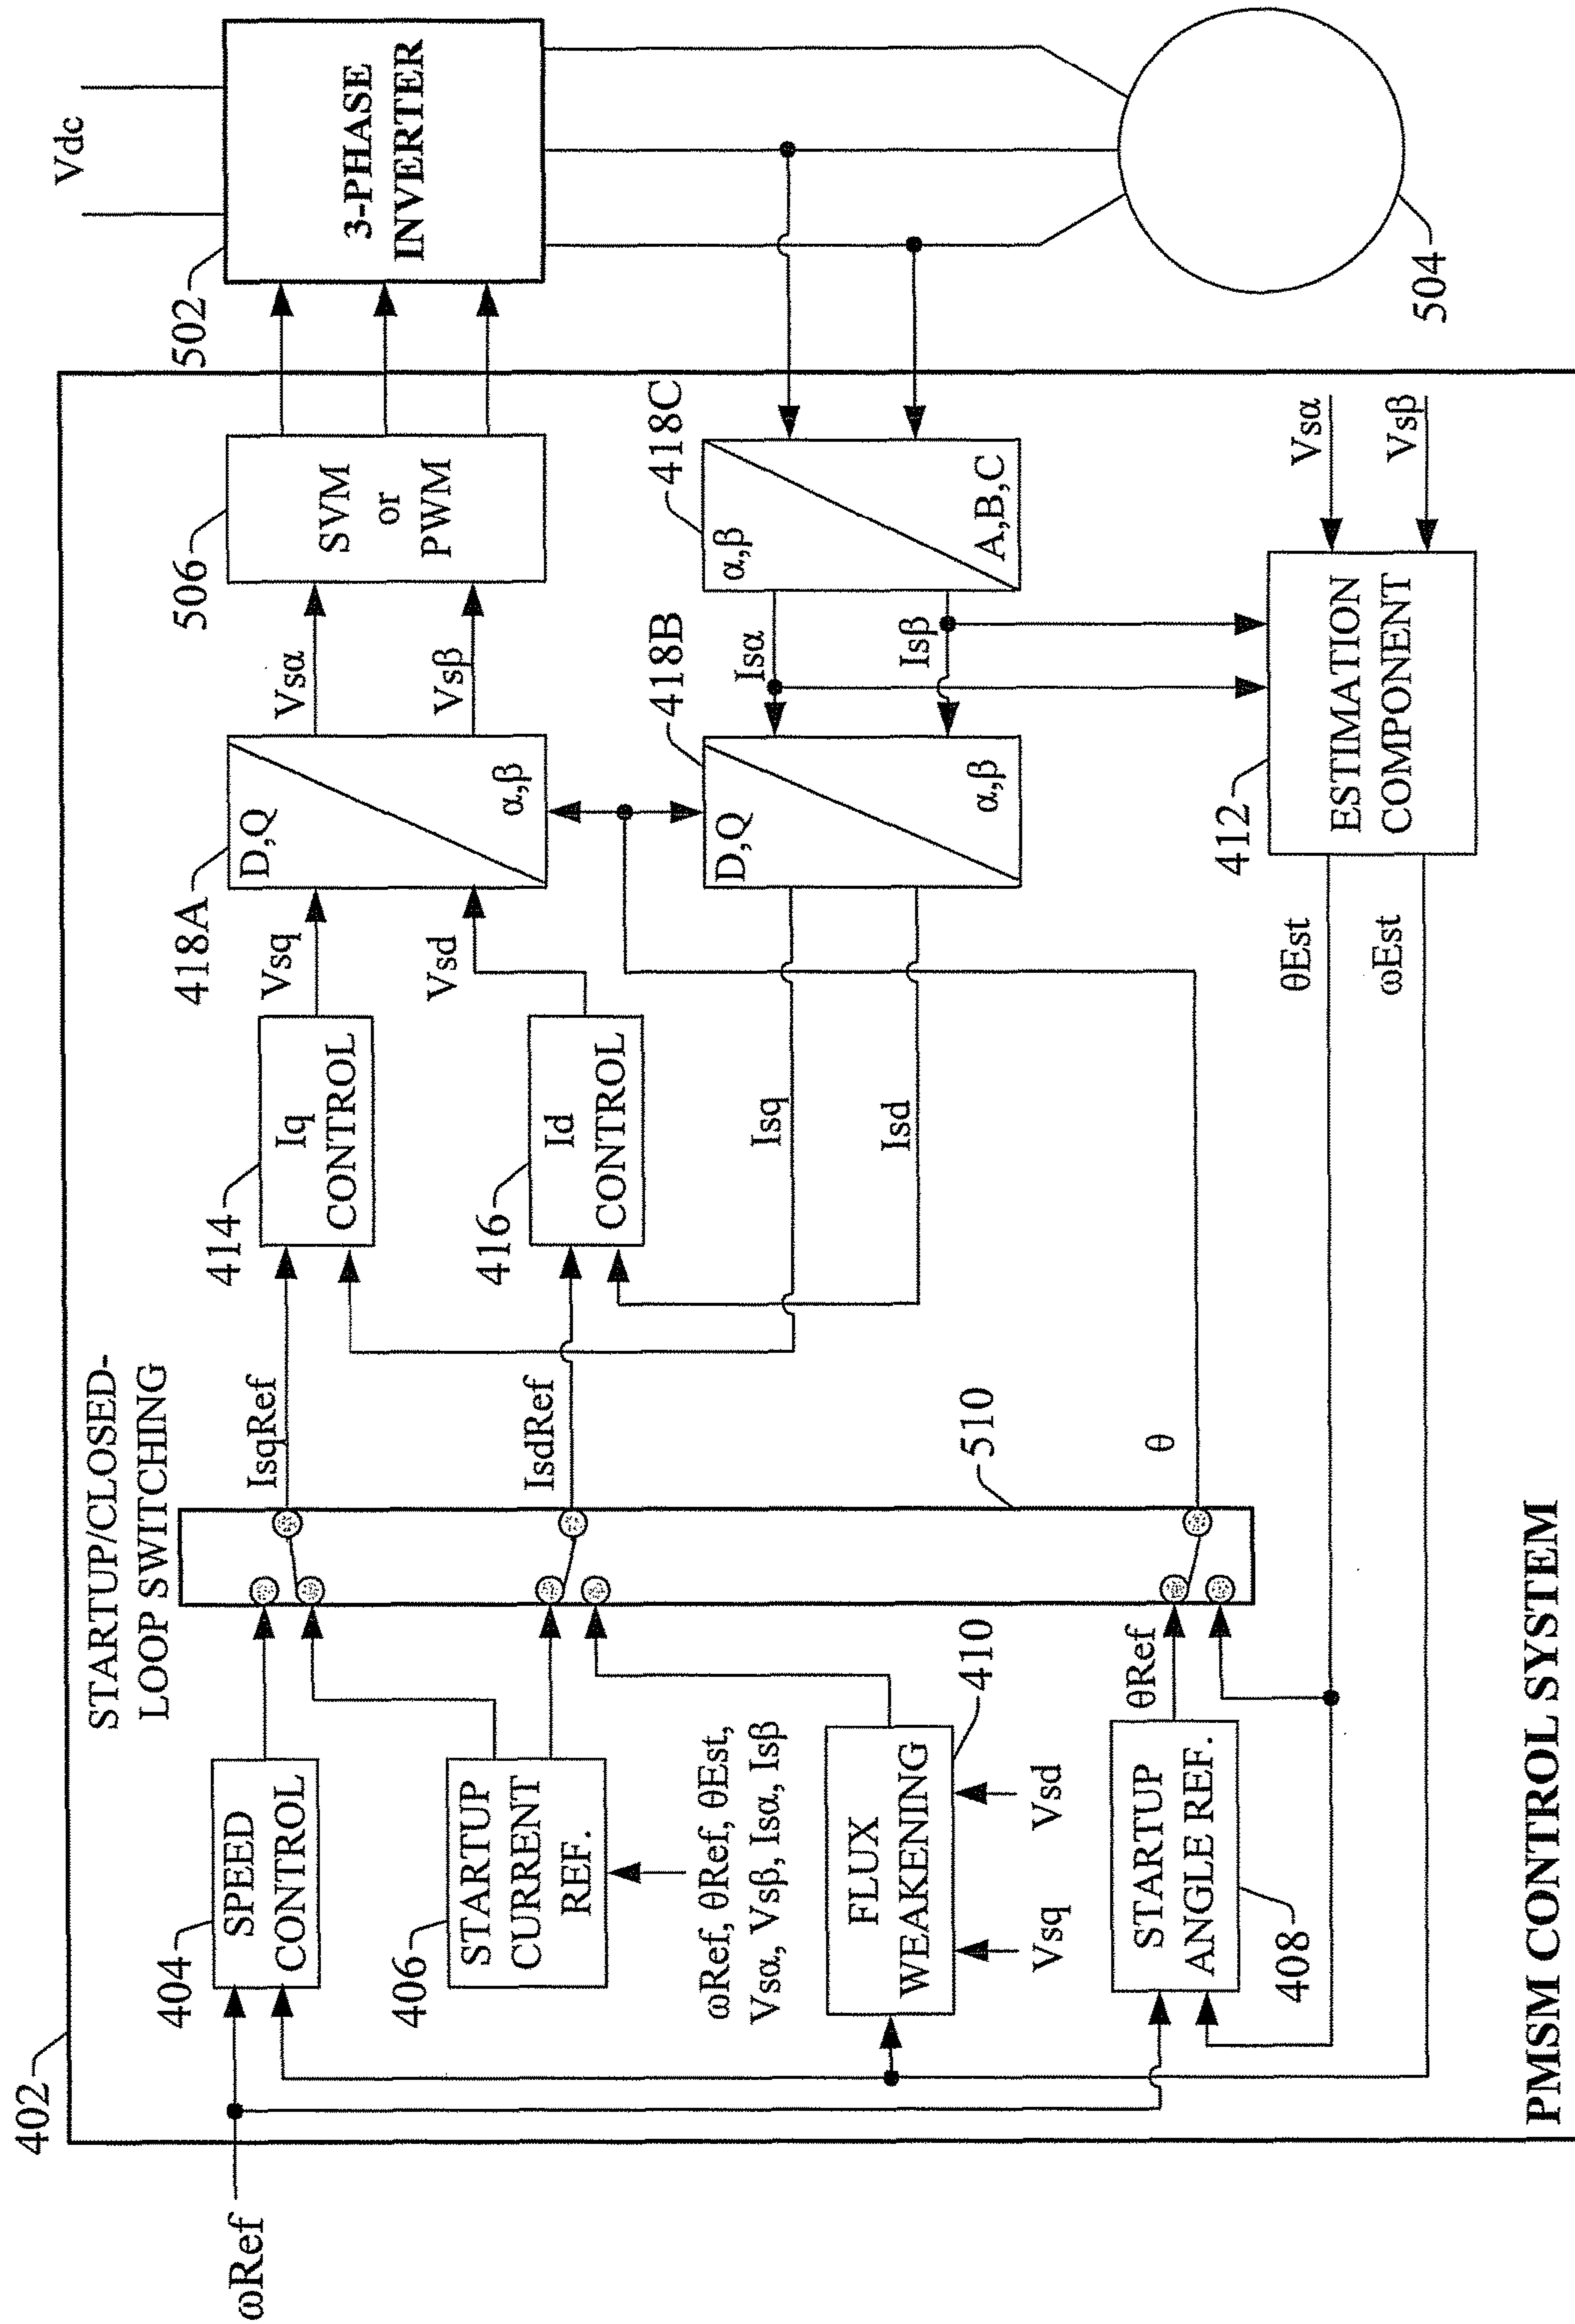 402
ωRef
STARTUP/CLOSED-
LOOP SWITCHING
404
SPEED
CONTROL
406
STARTUP
CURRENT
REF.
ωRef, θRef, θEst,
Vsα, Vsβ, Isα, Isβ
FLUX
WEAKENING
410
Vsq
Vsd
STARTUP
ANGLE REF.
408
θRef
510
IsqRef
IsdRef
θ
414
Iq
CONTROL
416
Id
CONTROL
Vsq
Vsd
Isq
Isd
418A
D,Q
α,β
418B
D,Q
α,β
Vsα
Vsβ
Isα
Isβ
506
SVM
or
PWM
418C
α,β
A,B,C
412
ESTIMATION
COMPONENT
θEst
ωEst
Vsα
Vsβ
502
3-PHASE
INVERTER
Vdc
504
PMSM CONTROL SYSTEM